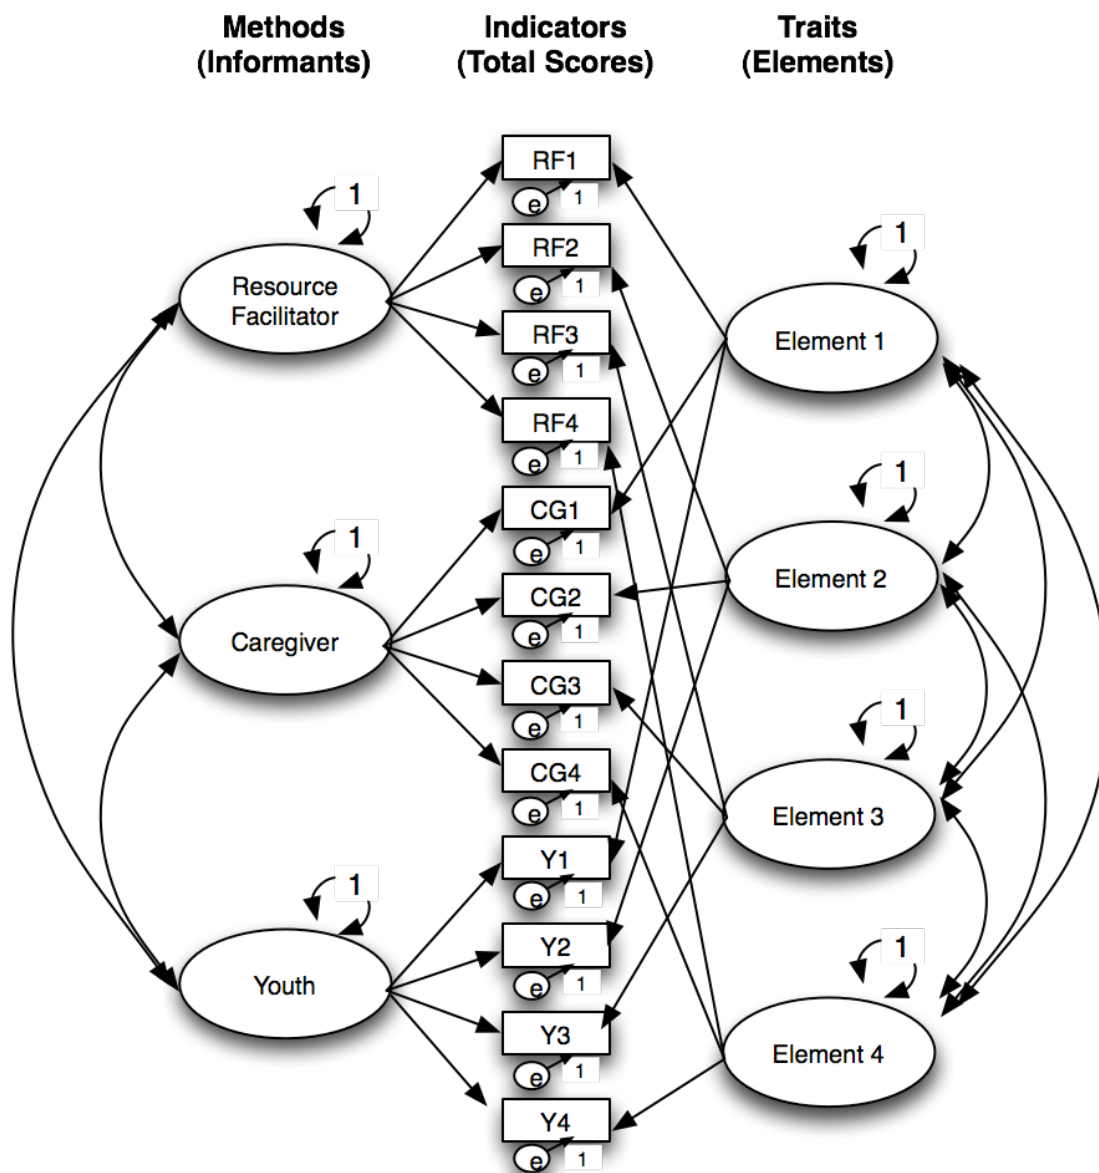 Methods
(Informants)
Indicators
(Total Scores)
Traits
(Elements)
RF1
e 1
1
RF2
e 1
1
Resource
Facilitator
RF3
e 1
Element 1
RF4
e 1
1
CG1
e 1
1
CG2
e 1
Element 2
Caregiver
CG3
e 1
1
CG4
e 1
Element 3
Y1
e 1
1
Y2
e 1
1
Youth
Y3
e 1
Element 4
Y4
e 1